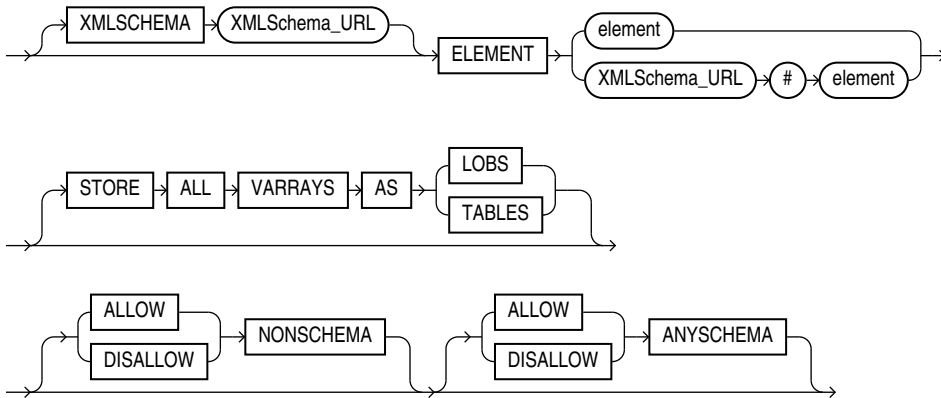 XMLSCHEMA XMLSchema_URL
ELEMENT
element
XMLSchema_URL # element
STORE ALL VARRAYS AS
LOBS
TABLES
ALLOW
DISALLOW
NONSCHEMA
ALLOW
DISALLOW
ANYSCHEMA